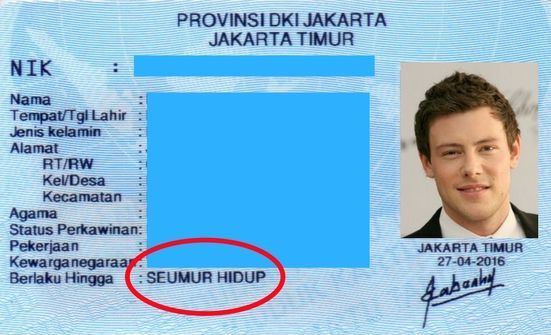 PROVINSI DKI JAKARTA
JAKARTA TIMUR
NIK :
Nama
Tempat/Tgl Lahir :
Jenis kelamin
Alamat
RT/RW
Kel/Desa
Kecamatan
Agama
Status Perkawinan:
Pekerjaan
Kewarganegaraan:
Berlaku Hingga : SEUMUR HIDUP
JAKARTA TIMUR
27-04-2016